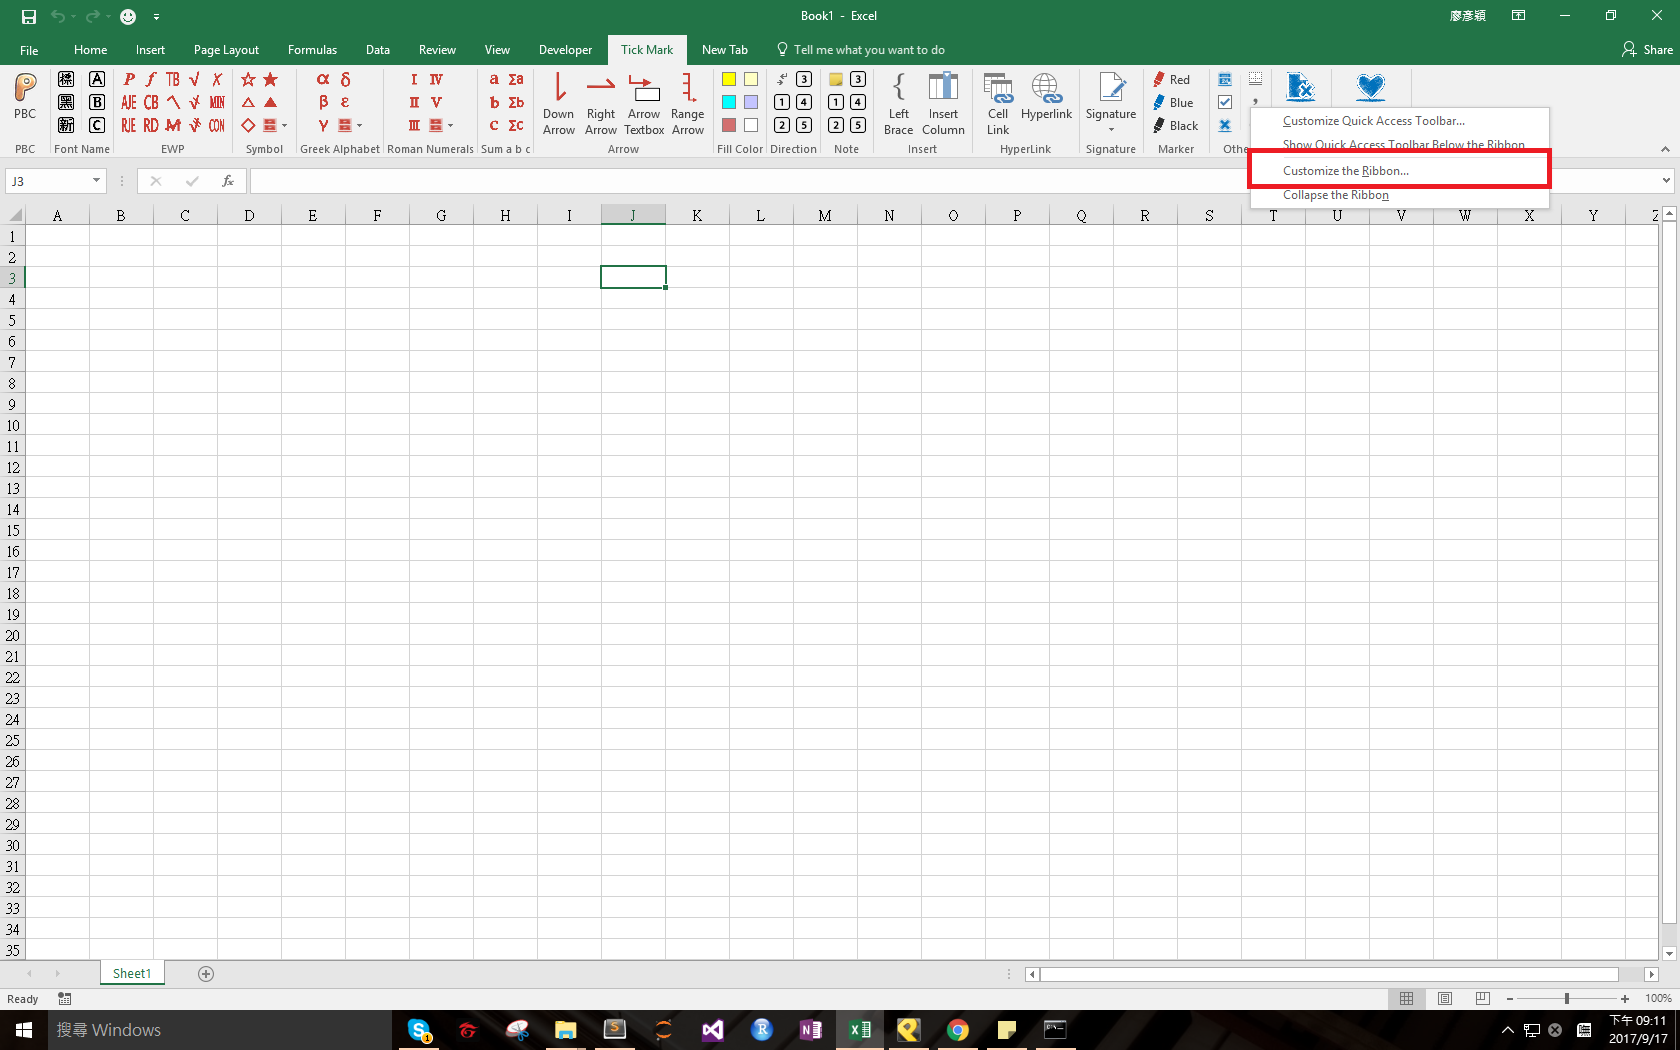 Book1 - Excel
廖彥穎
File Home Insert Page Layout Formulas Data Review View Developer Tick Mark New Tab Tell me what you want to do Share
PBC
PBC
標 A
黑 B
新 C
Font Name
P TB √ X
AJE CB MIN
RJE RD CON
EWP
Symbol
α δ
β ε
γ
Greek Alphabet
I IV
II V
III
Roman Numerals
a Σa
b Σb
c Σc
Sum a b c
Down Arrow
Right Arrow
Arrow Textbox
Range Arrow
Arrow
Fill Color
3
1 4
2 5
Direction
3
1 4
2 5
Note
Left Brace
Insert Column
Insert
Cell Link
Hyperlink
HyperLink
Signature
Signature
Red
Blue
Black
Marker
Othe
Customize Quick Access Toolbar...
Show Quick Access Toolbar Below the Ribbon
Customize the Ribbon...
Collapse the Ribbon
J3
fx
A B C D E F G H I J K L M N O P Q R S T U V W X Y Z
1
2
3
4
5
6
7
8
9
10
11
12
13
14
15
16
17
18
19
20
21
22
23
24
25
26
27
28
29
30
31
32
33
34
35
Sheet1
Ready
100%
搜尋 Windows
下午 09:11
2017/9/17